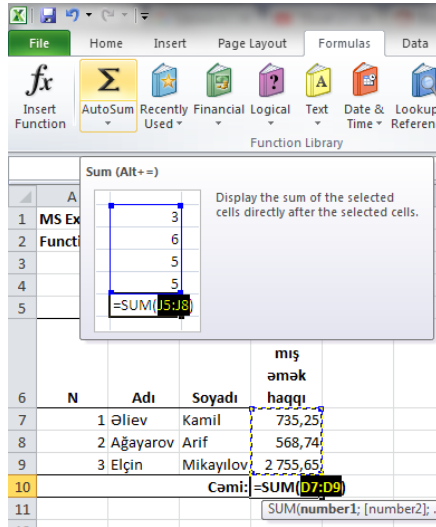 File Home Insert Page Layout Formulas Data
fx Σ ? A
Insert Function AutoSum Recently Used Financial Logical Text Date & Time Lookup Referen
Function Library
Sum (Alt+=)
Display the sum of the selected
cells directly after the selected cells.
3
6
5
5
=SUM(J5:J8)
A
1 MS Ex
2 Functi
3
4
5
mış
əmək
6 N Adı Soyadı haqqı
7 1 Əliev Kamil 735,25
8 2 Ağayarov Arif 568,74
9 3 Elçin Mikayılov 2 755,65
10 Cəmi: =SUM(D7:D9)
11 SUM(number1; [number2];